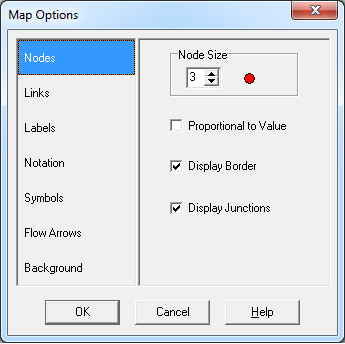 Map Options
Nodes
Links
Labels
Notation
Symbols
Flow Arrows
Background
Node Size
3
Proportional to Value
Display Border
Display Junctions
OK
Cancel
Help